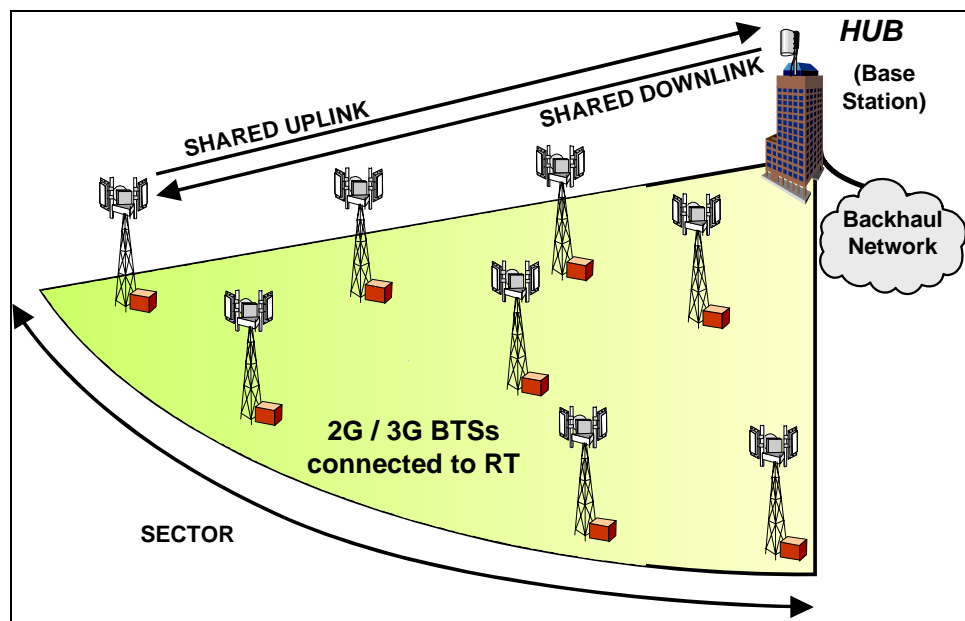 HUB
(Base
Station)
SHARED UPLINK
SHARED DOWNLINK
Backhaul
Network
2G / 3G BTSs
connected to RT
SECTOR